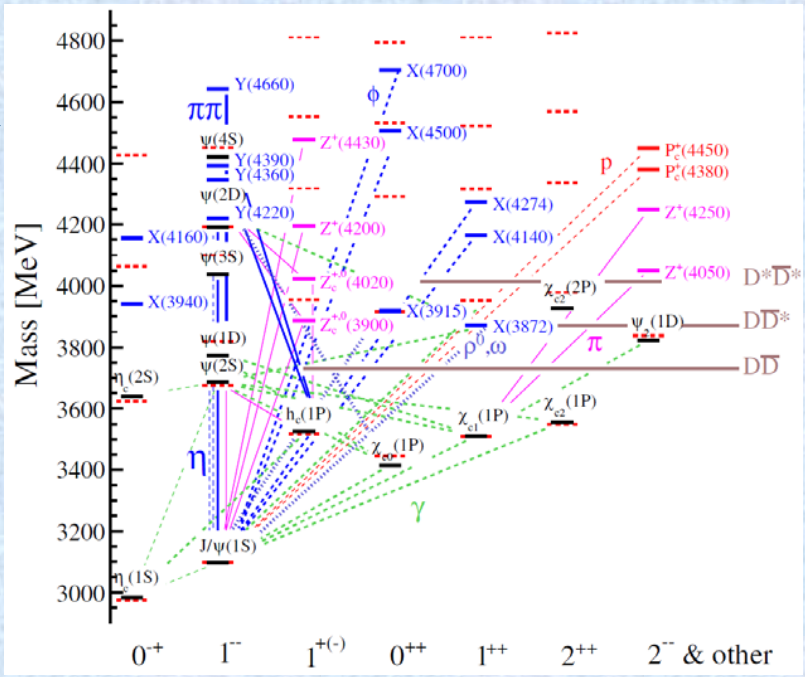 Mass [MeV]
4800
4600
4400
4200
4000
3800
3600
3400
3200
3000
X(4160)
X(3940)
η_c(2S)
η_c(1S)
Y(4660)
ππ
ψ(4S)
Y(4390)
Y(4360)
ψ(2D)
Y(4220)
ψ(3S)
ψ(1D)
ψ(2S)
η
J/ψ(1S)
Z⁺(4430)
Z⁺(4200)
Z_c^{+,0}(4020)
Z_c^{+,0}(3900)
h_c(1P)
X(4700)
ϕ
X(4500)
X(3915)
χ_c0(1P)
X(4274)
X(4140)
X(3872)
ρ⁰,ω
χ_c1(1P)
γ
p
χ_c2(2P)
π
χ_c2(1P)
P_c⁺(4450)
P_c⁺(4380)
Z⁺(4250)
Z⁺(4050)
ψ₂(1D)
D*D̅*
DD̅*
DD̅
0⁻⁺ 1⁻⁻ 1⁺⁽⁻⁾ 0⁺⁺ 1⁺⁺ 2⁺⁺ 2⁻⁻ & other